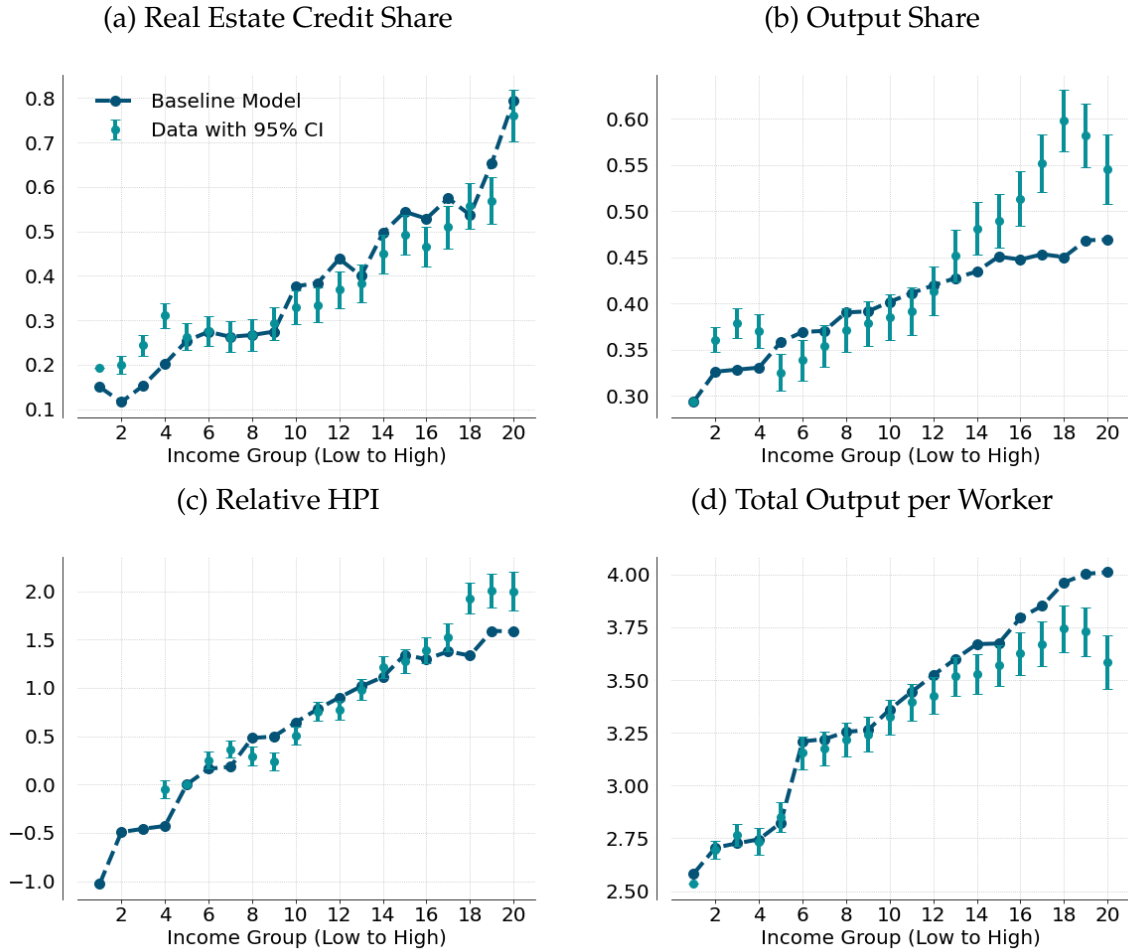 (a) Real Estate Credit Share
0.8
0.7
0.6
0.5
0.4
0.3
0.2
0.1
Baseline Model
Data with 95% CI
2 4 6 8 10 12 14 16 18 20
Income Group (Low to High)
(b) Output Share
0.60
0.55
0.50
0.45
0.40
0.35
0.30
2 4 6 8 10 12 14 16 18 20
Income Group (Low to High)
(c) Relative HPI
2.0
1.5
1.0
0.5
0.0
−0.5
−1.0
2 4 6 8 10 12 14 16 18 20
Income Group (Low to High)
(d) Total Output per Worker
4.00
3.75
3.50
3.25
3.00
2.75
2.50
2 4 6 8 10 12 14 16 18 20
Income Group (Low to High)